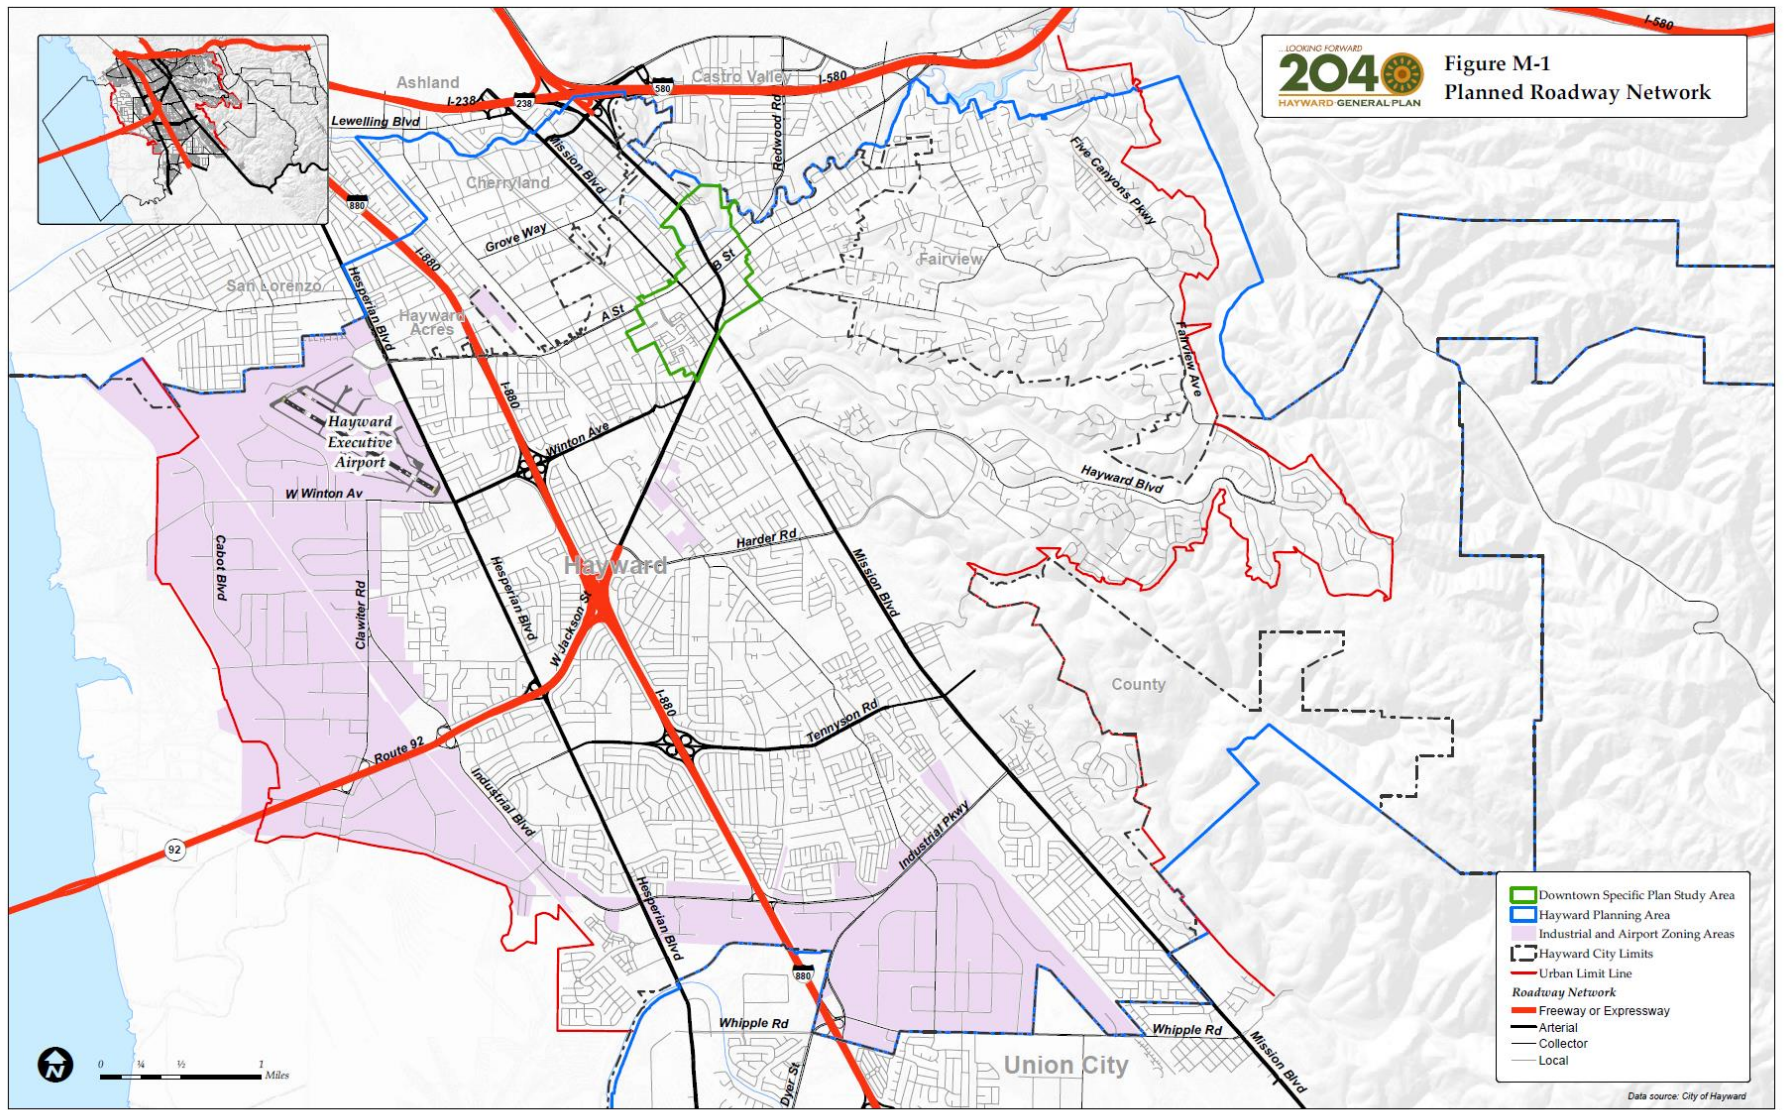 ...LOOKING FORWARD
2040
HAYWARD GENERAL PLAN
Figure M-1
Planned Roadway Network
I-580
Ashland
Castro Valley
I-580
580
I-238
238
Lewelling Blvd
Redwood Rd
Mission Blvd
Five Canyons Pkwy
Cherryland
880
I-880
Grove Way
B St
Fairview
San Lorenzo
Hesperian Blvd
Hayward
Acres
A St
Fairview Ave
I-880
Hayward
Executive
Airport
Winton Ave
Hayward Blvd
W Winton Av
Cabot Blvd
Clawiter Rd
Hesperian Blvd
Harder Rd
Hayward
W Jackson St
Mission Blvd
County
I-880
Tennyson Rd
Route 92
Industrial Blvd
Industrial Pkwy
92
Hesperian Blvd
880
Whipple Rd
Whipple Rd
Dyer St
Union City
Mission Blvd
Downtown Specific Plan Study Area
Hayward Planning Area
Industrial and Airport Zoning Areas
Hayward City Limits
Urban Limit Line
Roadway Network
Freeway or Expressway
Arterial
Collector
Local
N
0 ¼ ½ 1
Miles
Data source: City of Hayward